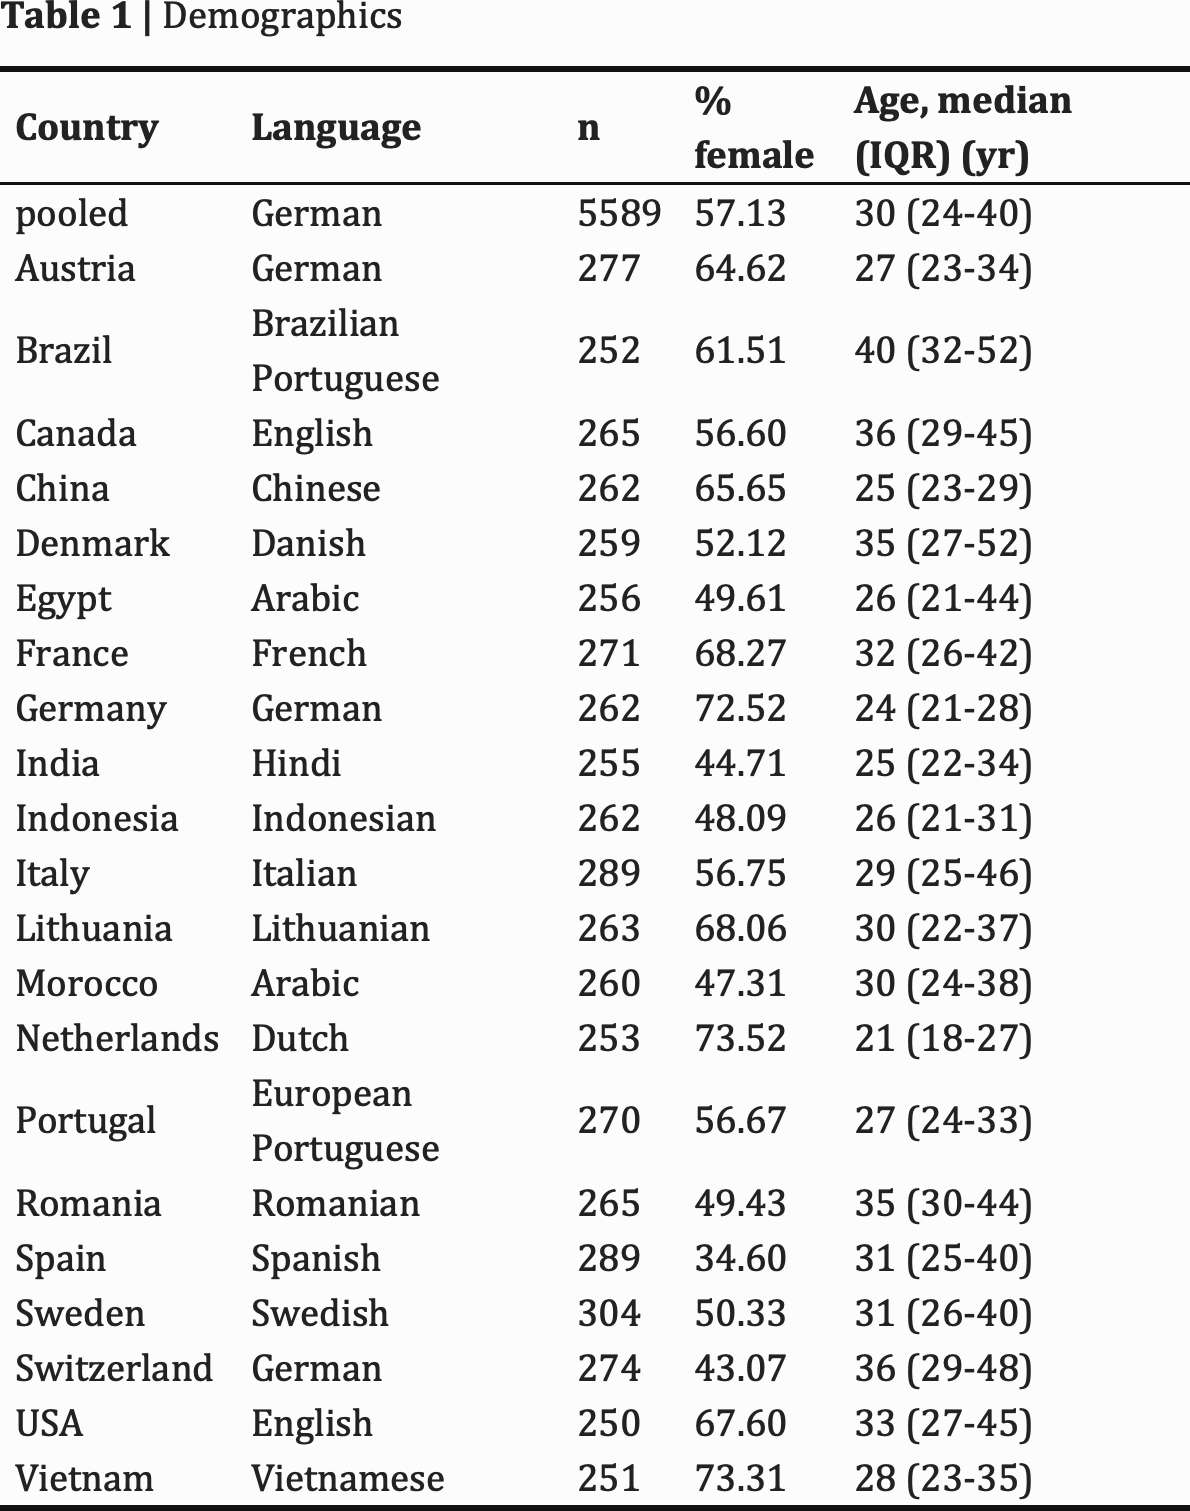 Table 1 | Demographics
Country Language n % female Age, median (IQR) (yr)
pooled German 5589 57.13 30 (24-40)
Austria German 277 64.62 27 (23-34)
Brazil Brazilian Portuguese 252 61.51 40 (32-52)
Canada English 265 56.60 36 (29-45)
China Chinese 262 65.65 25 (23-29)
Denmark Danish 259 52.12 35 (27-52)
Egypt Arabic 256 49.61 26 (21-44)
France French 271 68.27 32 (26-42)
Germany German 262 72.52 24 (21-28)
India Hindi 255 44.71 25 (22-34)
Indonesia Indonesian 262 48.09 26 (21-31)
Italy Italian 289 56.75 29 (25-46)
Lithuania Lithuanian 263 68.06 30 (22-37)
Morocco Arabic 260 47.31 30 (24-38)
Netherlands Dutch 253 73.52 21 (18-27)
Portugal European Portuguese 270 56.67 27 (24-33)
Romania Romanian 265 49.43 35 (30-44)
Spain Spanish 289 34.60 31 (25-40)
Sweden Swedish 304 50.33 31 (26-40)
Switzerland German 274 43.07 36 (29-48)
USA English 250 67.60 33 (27-45)
Vietnam Vietnamese 251 73.31 28 (23-35)